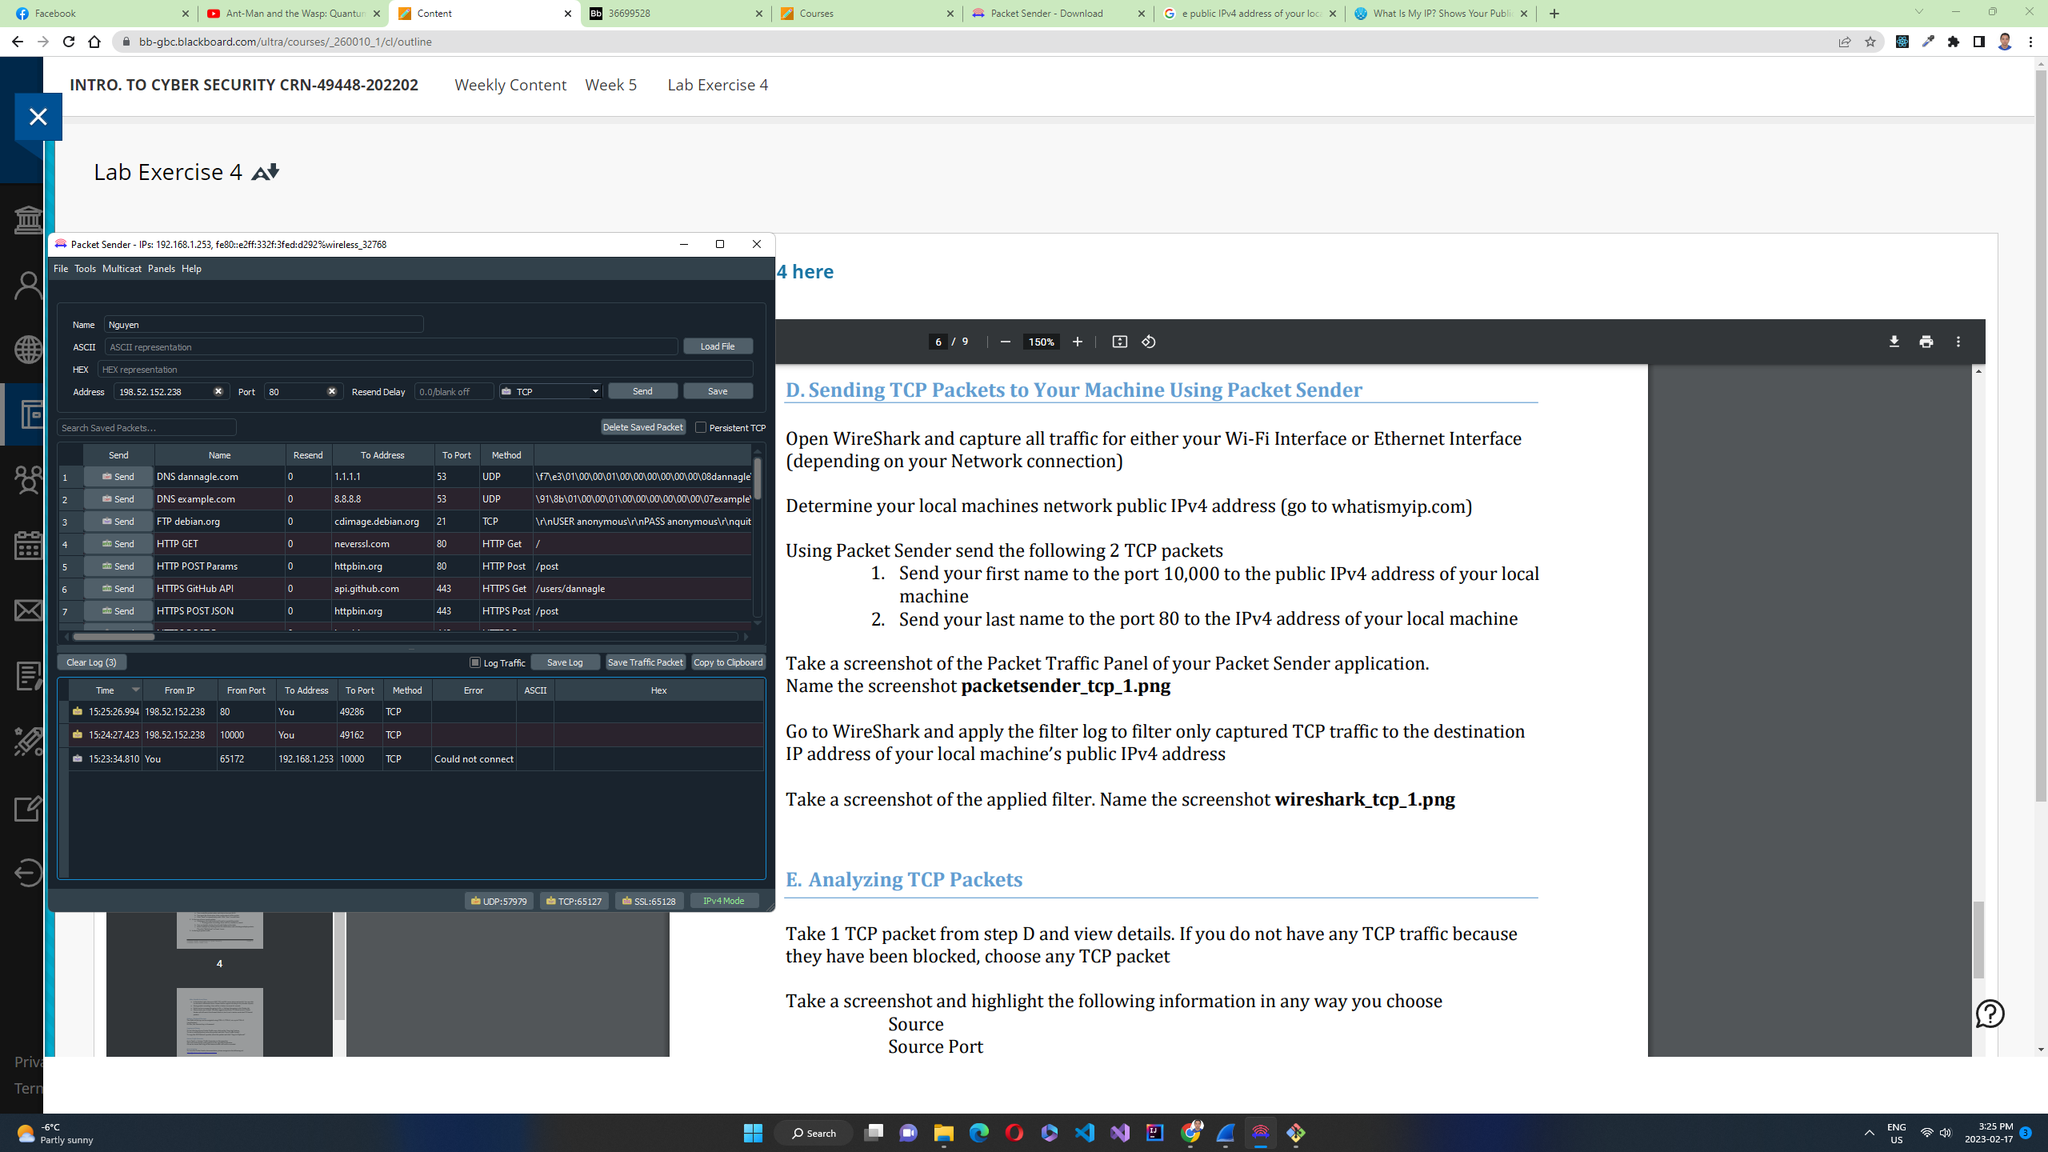 Facebook
Ant-Man and the Wasp: Quantu
Content
Bb 36699528
Courses
Packet Sender - Download
e public IPv4 address of your loc
What Is My IP? Shows Your Publi
bb-gbc.blackboard.com/ultra/courses/_260010_1/cl/outline
INTRO. TO CYBER SECURITY CRN-49448-202202 Weekly Content Week 5 Lab Exercise 4
Lab Exercise 4
4 here
Packet Sender - IPs: 192.168.1.253, fe80::e2ff:332f:3fed:d292%wireless_32768
File Tools Multicast Panels Help
Name Nguyen
ASCII ASCII representation Load File
HEX HEX representation
Address 198.52.152.238 Port 80 Resend Delay 0.0/blank off TCP Send Save
Search Saved Packets... Delete Saved Packet Persistent TCP
Send Name Resend To Address To Port Method
1 Send DNS dannagle.com 0 1.1.1.1 53 UDP \f7\e3\01\00\00\01\00\00\00\00\00\00\08dannagle
2 Send DNS example.com 0 8.8.8.8 53 UDP \91\8b\01\00\00\01\00\00\00\00\00\00\07example
3 Send FTP debian.org 0 cdimage.debian.org 21 TCP \r\nUSER anonymous\r\nPASS anonymous\r\nquit
4 Send HTTP GET 0 neverssl.com 80 HTTP Get /
5 Send HTTP POST Params 0 httpbin.org 80 HTTP Post /post
6 Send HTTPS GitHub API 0 api.github.com 443 HTTPS Get /users/dannagle
7 Send HTTPS POST JSON 0 httpbin.org 443 HTTPS Post /post
Clear Log (3) Log Traffic Save Log Save Traffic Packet Copy to Clipboard
Time From IP From Port To Address To Port Method Error ASCII Hex
15:25:26.994 198.52.152.238 80 You 49286 TCP
15:24:27.423 198.52.152.238 10000 You 49162 TCP
15:23:34.810 You 65172 192.168.1.253 10000 TCP Could not connect
UDP:57979 TCP:65127 SSL:65128 IPv4 Mode
6 / 9 150%
D. Sending TCP Packets to Your Machine Using Packet Sender
Open WireShark and capture all traffic for either your Wi-Fi Interface or Ethernet Interface
(depending on your Network connection)
Determine your local machines network public IPv4 address (go to whatismyip.com)
Using Packet Sender send the following 2 TCP packets
1. Send your first name to the port 10,000 to the public IPv4 address of your local
machine
2. Send your last name to the port 80 to the IPv4 address of your local machine
Take a screenshot of the Packet Traffic Panel of your Packet Sender application.
Name the screenshot packetsender_tcp_1.png
Go to WireShark and apply the filter log to filter only captured TCP traffic to the destination
IP address of your local machine's public IPv4 address
Take a screenshot of the applied filter. Name the screenshot wireshark_tcp_1.png
E. Analyzing TCP Packets
Take 1 TCP packet from step D and view details. If you do not have any TCP traffic because
they have been blocked, choose any TCP packet
Take a screenshot and highlight the following information in any way you choose
Source
Source Port
4
Priva
Term
-6°C
Partly sunny
Search
ENG
US
3:25 PM
2023-02-17
3